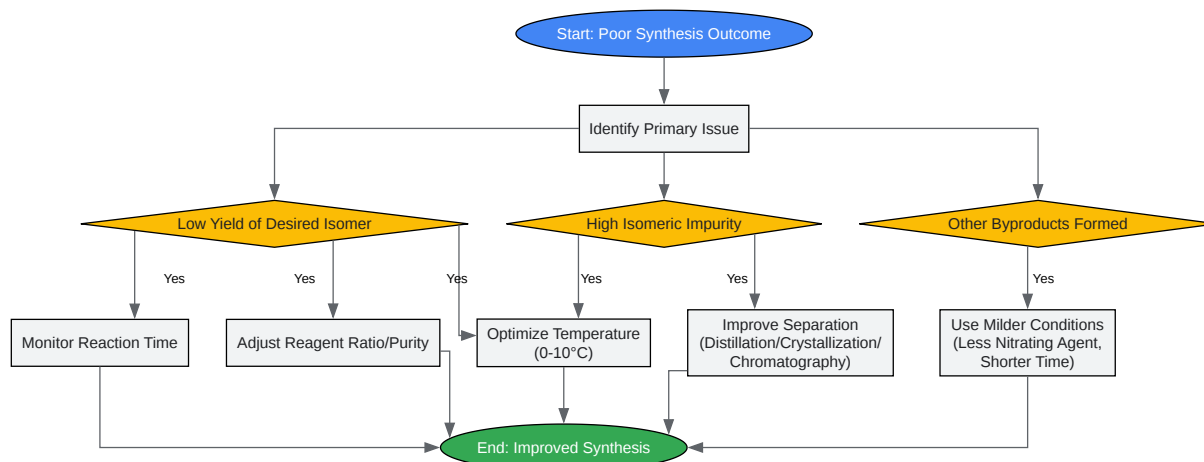 Start: Poor Synthesis Outcome
Identify Primary Issue
Low Yield of Desired Isomer
High Isomeric Impurity
Other Byproducts Formed
Yes
Yes
Yes
Yes
Yes
Yes
Monitor Reaction Time
Adjust Reagent Ratio/Purity
Optimize Temperature
(0-10°C)
Improve Separation
(Distillation/Crystallization/
Chromatography)
Use Milder Conditions
(Less Nitrating Agent,
Shorter Time)
End: Improved Synthesis